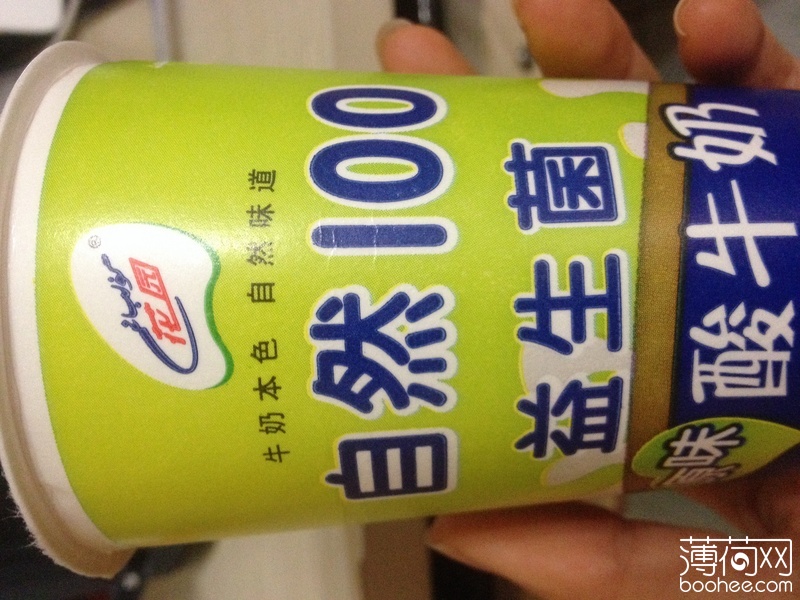 花园
®
牛奶本色 自然味道
自然100
益生菌
原味
酸牛奶
薄荷网
boohee.com